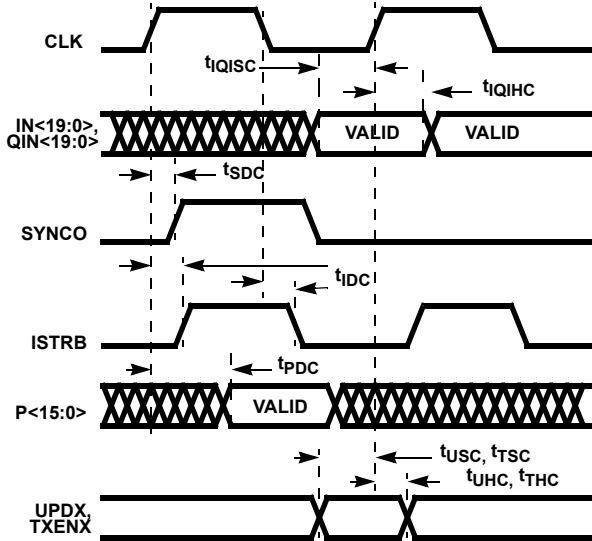 CLK
tIQISC
tIQIHC
IN<19:0>,
QIN<19:0>
VALID
VALID
tSDC
SYNCO
tIDC
ISTRB
tPDC
P<15:0>
VALID
tUSC, tTSC
tUHC, tTHC
UPDX,
TXENX